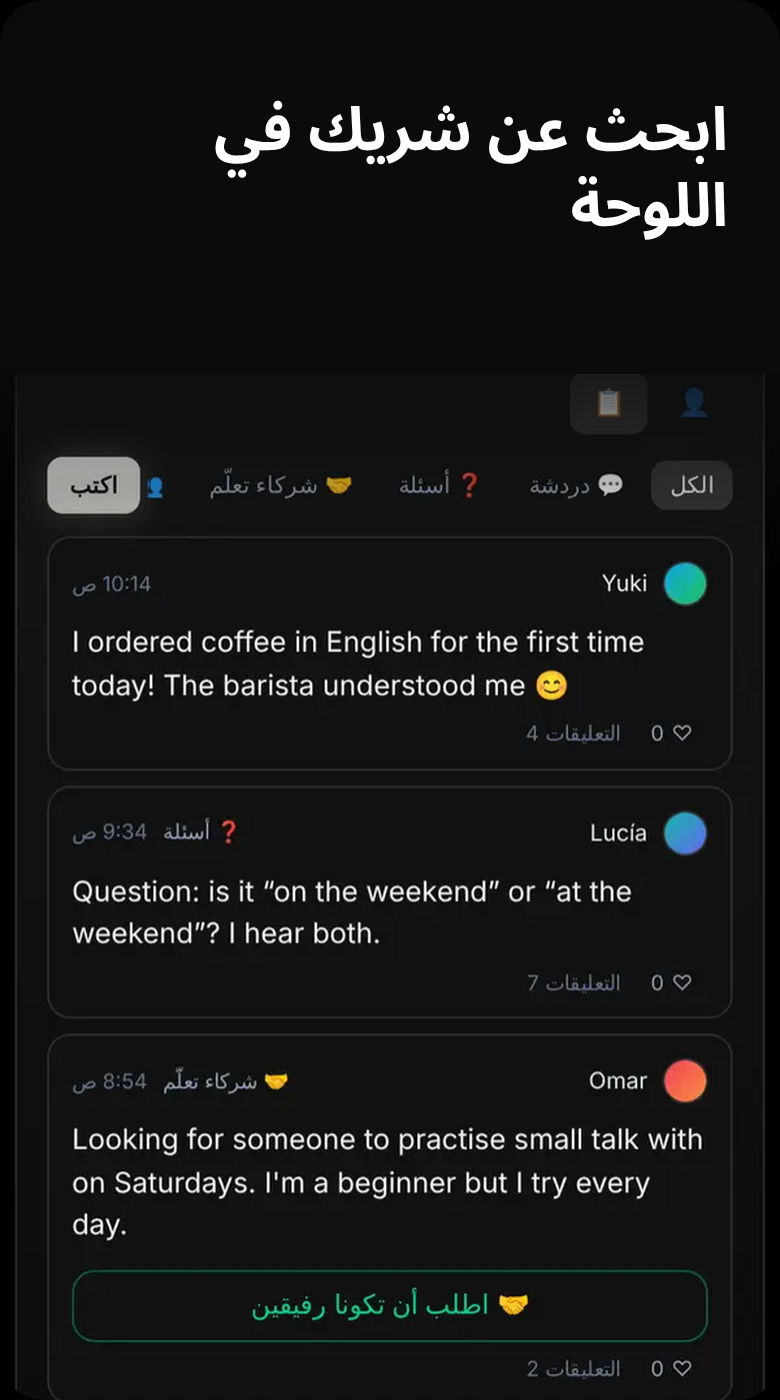 ابحث عن شريك في
اللوحة
📋 👤
الكل 💬 دردشة ❓ أسئلة 🤝 شركاء تعلّم 👥 اكتب
Yuki 10:14 ص
I ordered coffee in English for the first time
today! The barista understood me 😊
♡ 0 التعليقات 4
Lucía ❓ أسئلة 9:34 ص
Question: is it “on the weekend” or “at the
weekend”? I hear both.
♡ 0 التعليقات 7
Omar 🤝 شركاء تعلّم 8:54 ص
Looking for someone to practise small talk with
on Saturdays. I'm a beginner but I try every
day.
🤝 اطلب أن تكونا رفيقين
♡ 0 التعليقات 2